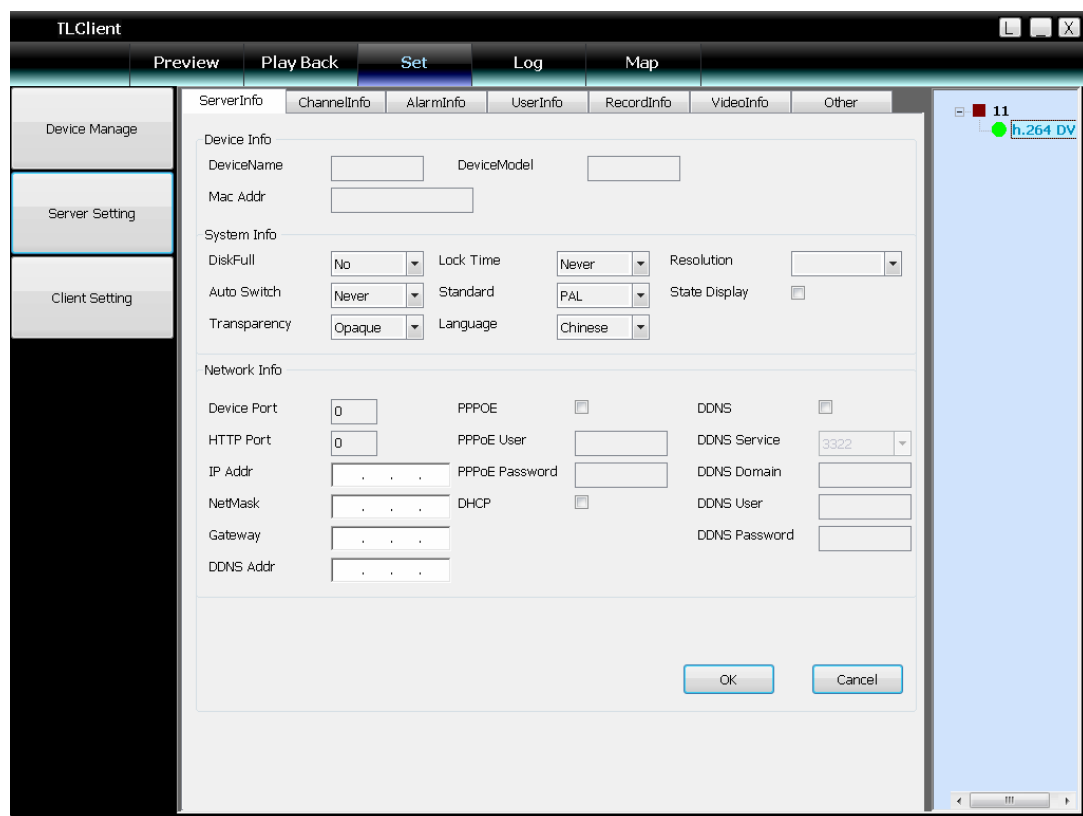 TLClient L _ X
Preview Play Back Set Log Map
Device Manage
Server Setting
Client Setting
ServerInfo ChannelInfo AlarmInfo UserInfo RecordInfo VideoInfo Other
Device Info
DeviceName DeviceModel
Mac Addr
System Info
DiskFull No Lock Time Never Resolution
Auto Switch Never Standard PAL State Display
Transparency Opaque Language Chinese
Network Info
Device Port 0 PPPOE DDNS
HTTP Port 0 PPPoE User DDNS Service 3322
IP Addr . . . PPPoE Password DDNS Domain
NetMask . . . DHCP DDNS User
Gateway . . . DDNS Password
DDNS Addr . . .
OK Cancel
11
h.264 DV